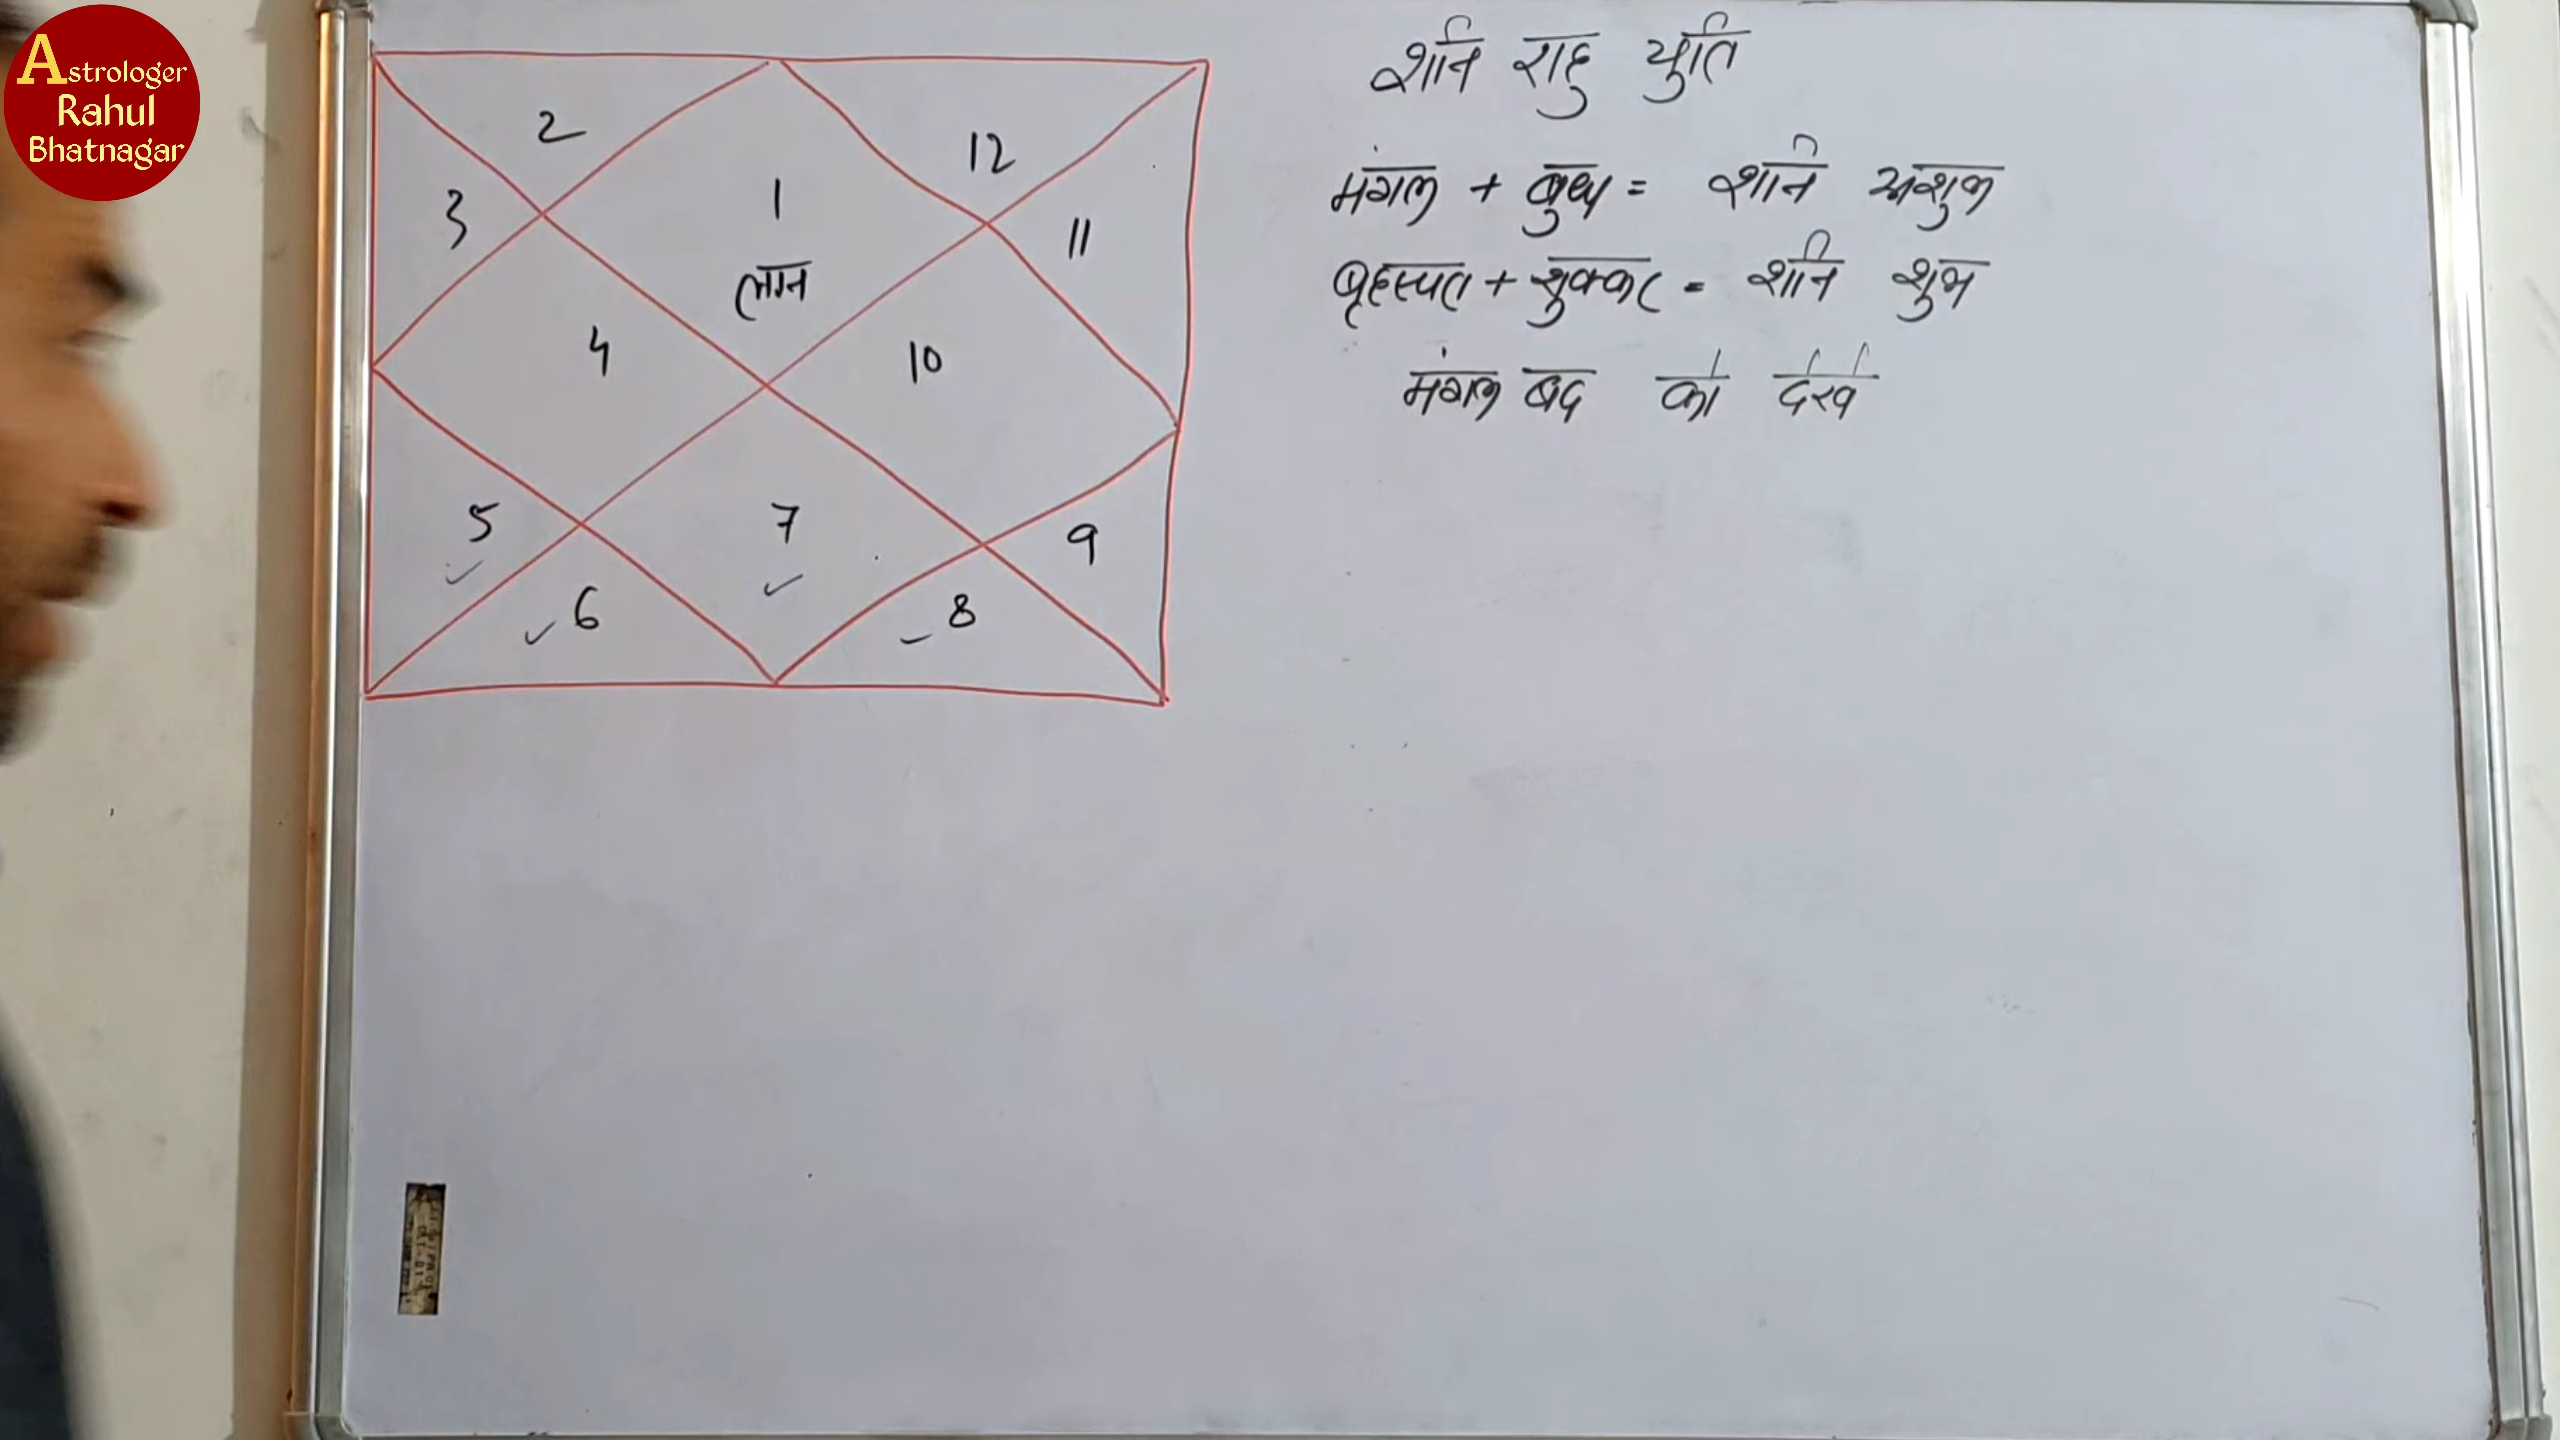 Astrologer
Rahul
Bhatnagar
2
12
3
1
11
लग्न
4
10
5
7
9
6
8
शनि राहु युति
मंगल + बुध = शनि अशुभ
बृहस्पत + शुक्कर = शनि शुभ
मंगल बद को देखे